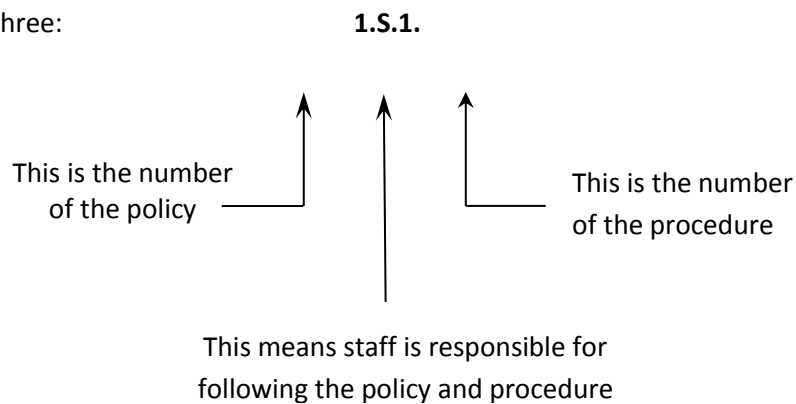 hree:
1.S.1.
This is the number
of the policy
This is the number
of the procedure
This means staff is responsible for
following the policy and procedure